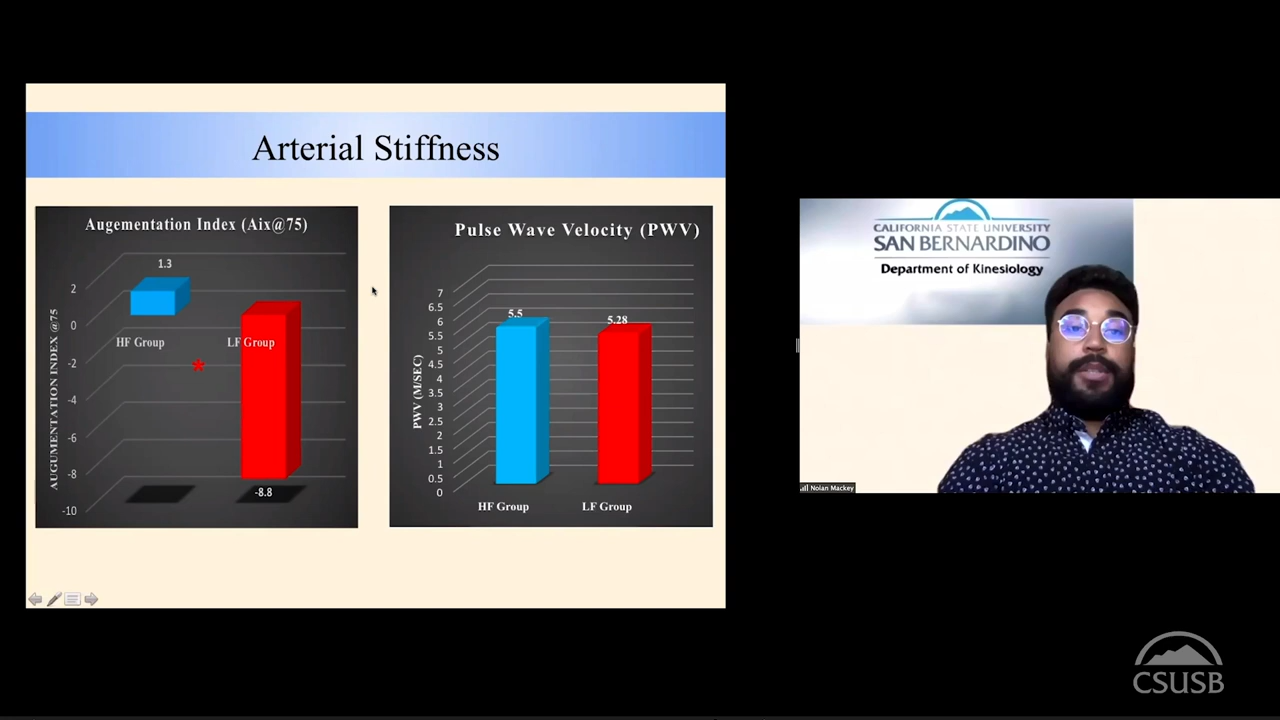 Arterial Stiffness
Augementation Index (Aix@75)
AUGUMENTATION INDEX @75
2
0
-2
-4
-6
-8
-10
1.3
HF Group
LF Group
*
-8.8
Pulse Wave Velocity (PWV)
PWV (M/SEC)
7
6.5
6
5.5
5
4.5
4
3.5
3
2.5
2
1.5
1
0.5
0
5.5
5.28
HF Group
LF Group
CALIFORNIA STATE UNIVERSITY
SAN BERNARDINO
Department of Kinesiology
Nolan Mackey
CSUSB